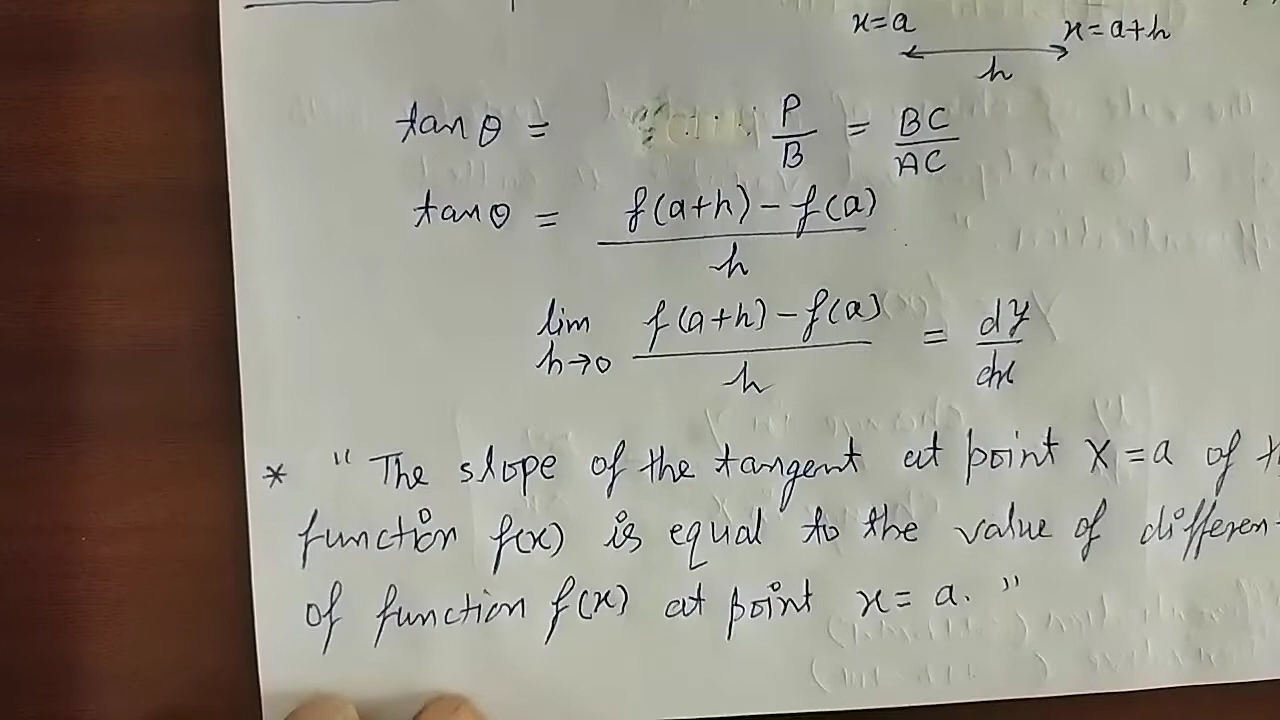 x=a x=a+h
h
tan θ = P/B = BC/AC
tan θ = f(a+h) - f(a) / h
lim h→0 f(a+h) - f(a) / h = dy/dx
* "The slope of the tangent at point X=a of
function f(x) is equal to the value of differen-
of function f(x) at point x= a."